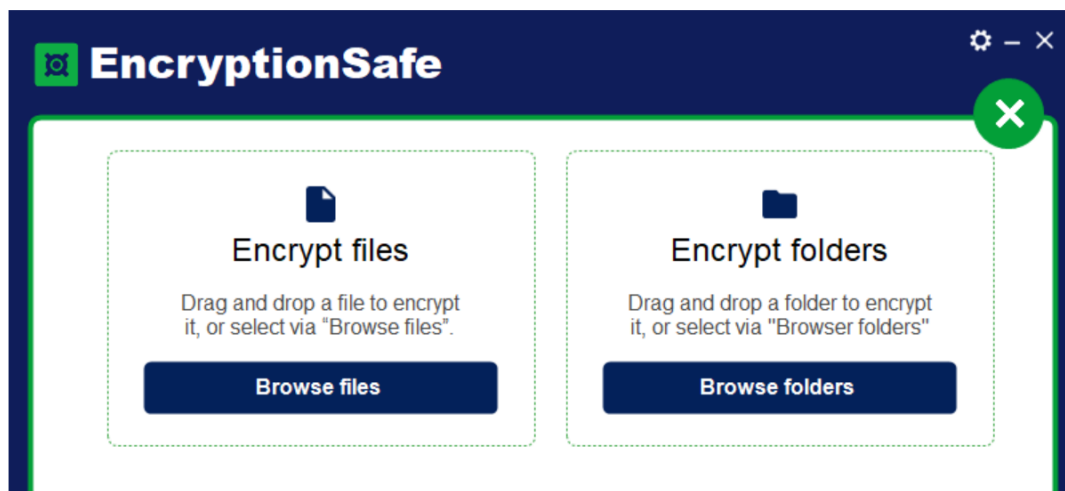 EncryptionSafe
Encrypt files
Drag and drop a file to encrypt
it, or select via “Browse files”.
Browse files
Encrypt folders
Drag and drop a folder to encrypt
it, or select via "Browser folders"
Browse folders